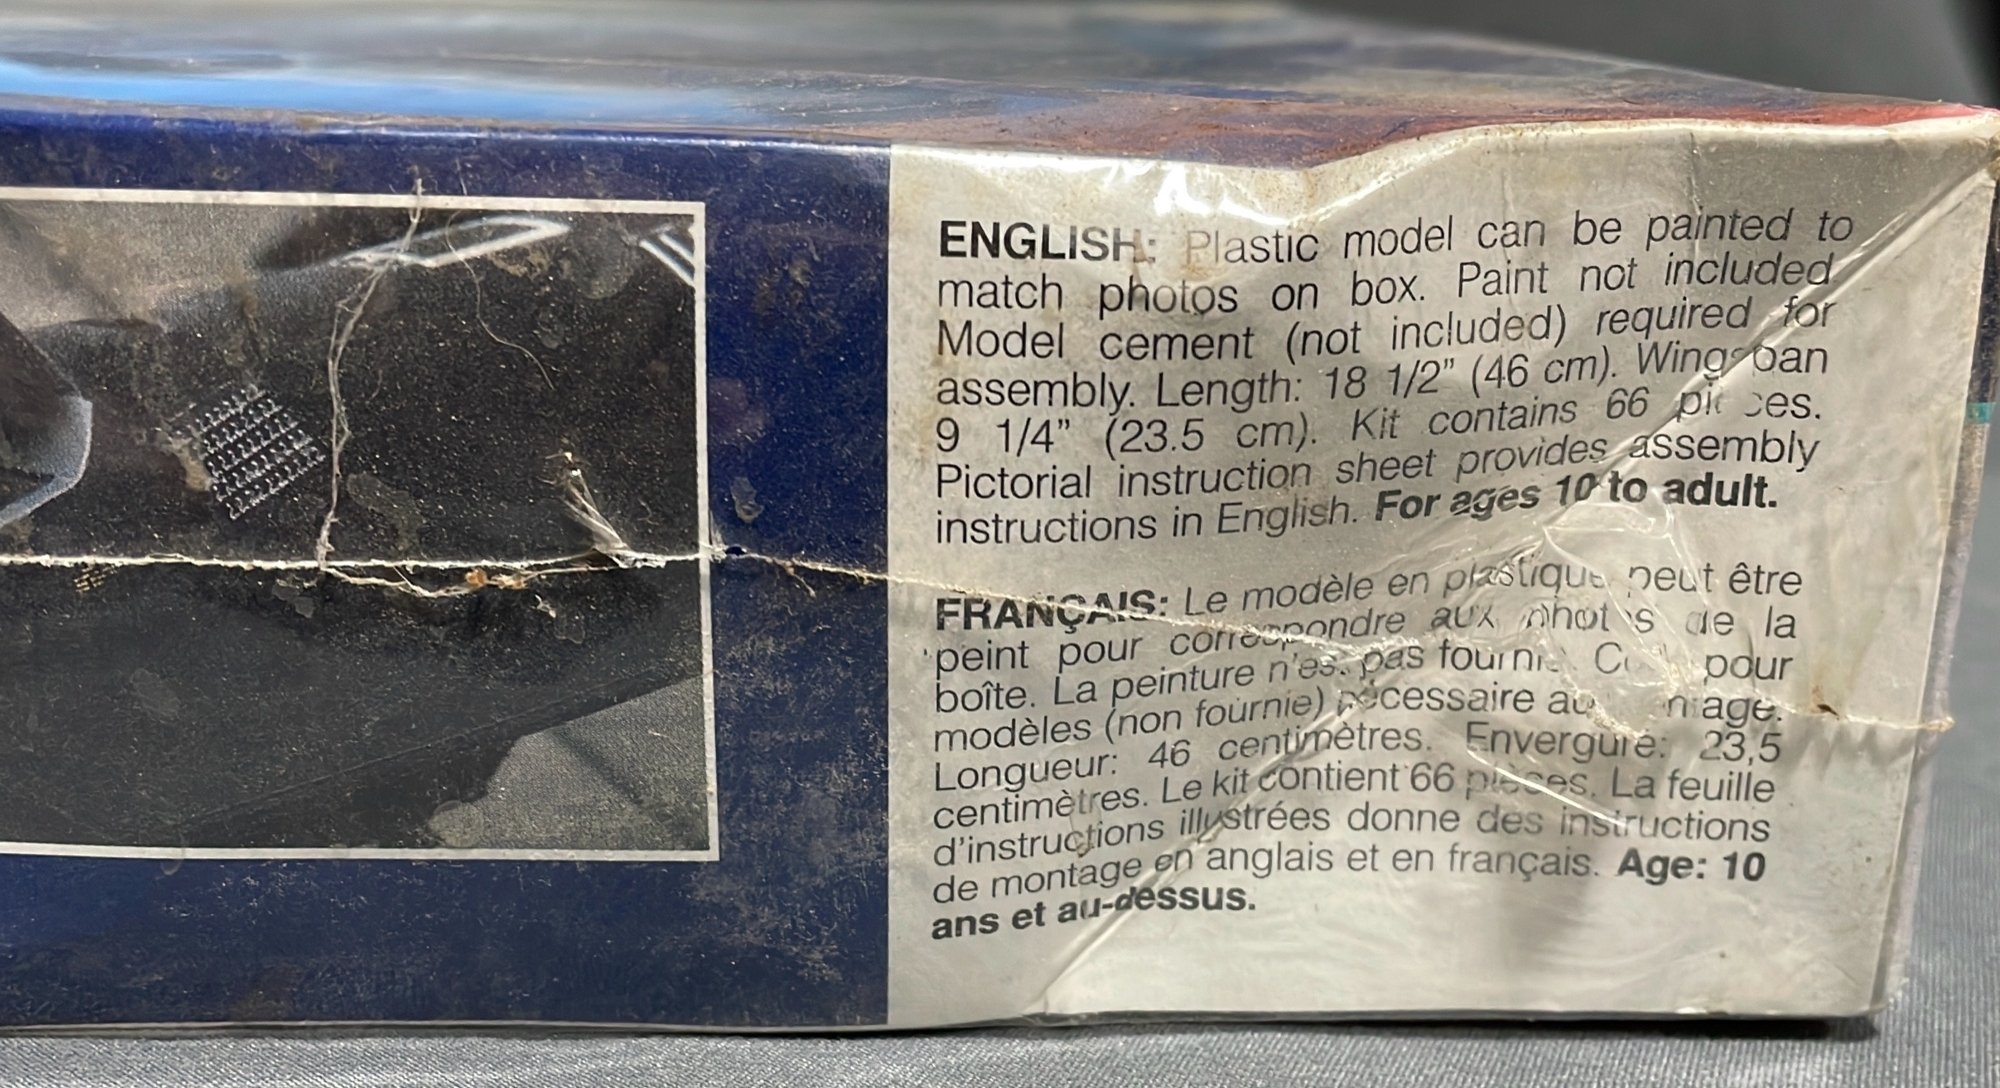 ENGLISH: Plastic model can be painted to
match photos on box. Paint not included.
Model cement (not included) required for
assembly. Length: 18 1/2" (46 cm). Wingspan
9 1/4" (23.5 cm). Kit contains 66 pieces.
Pictorial instruction sheet provides assembly
instructions in English. For ages 10 to adult.
FRANÇAIS: Le modèle en plastique peut être
peint pour correspondre aux photos de la
boîte. La peinture n'est pas fournie. pour
modèles (non fournie) nécessaire au
Longueur: 46 centimètres. Envergure: 23,5
centimètres. Le kit contient 66 pièces. La feuille
d'instructions illustrées donne des instructions
de montage en anglais et en français. Age: 10
ans et au-dessus.